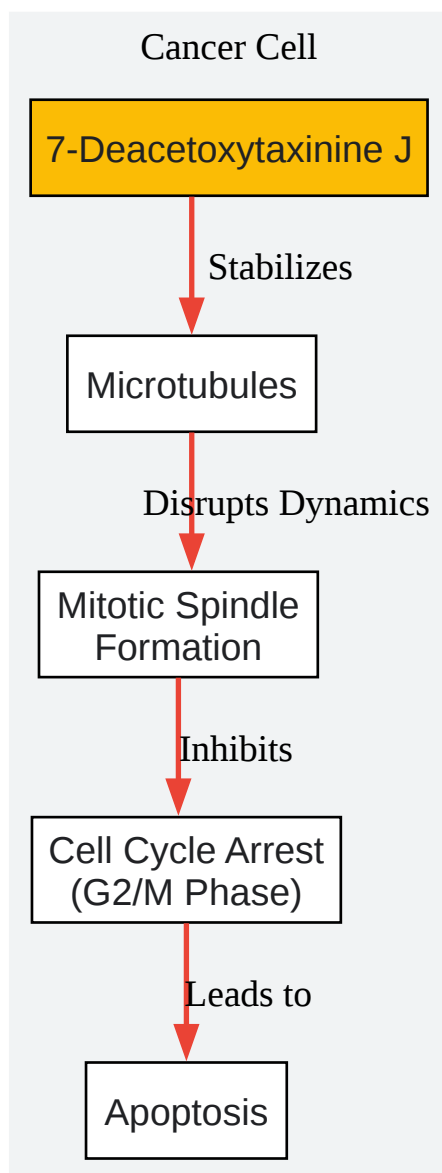 Cancer Cell
7-Deacetoxytaxinine J
Stabilizes
Microtubules
Disrupts Dynamics
Mitotic Spindle
Formation
Inhibits
Cell Cycle Arrest
(G2/M Phase)
Leads to
Apoptosis